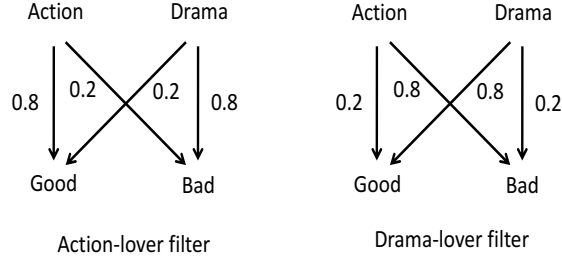 Action Drama Action Drama
0.8 0.2 0.2 0.8 0.2 0.8 0.8 0.2
Good Bad Good Bad
Action-lover filter Drama-lover filter